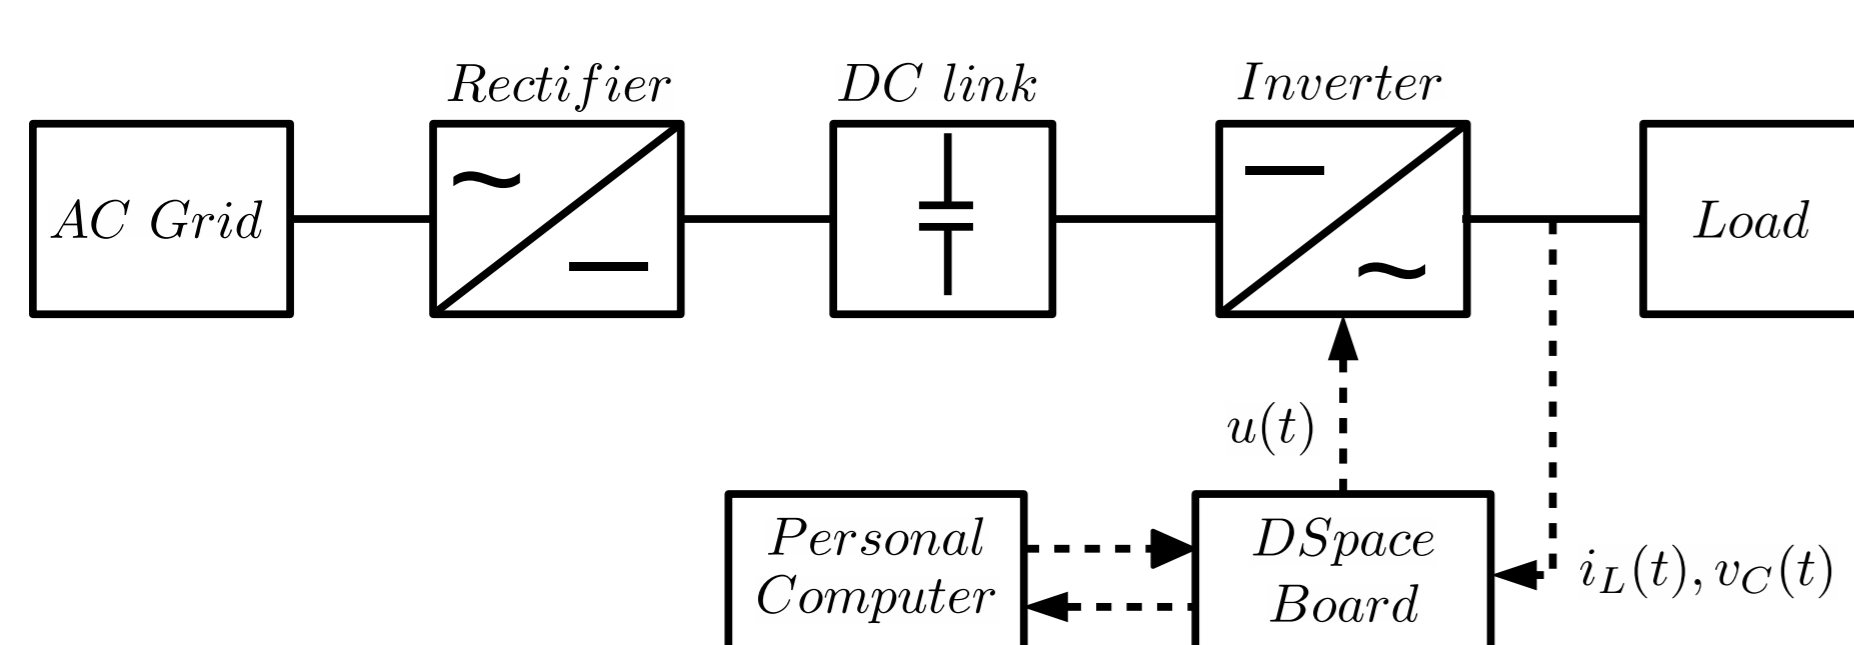 Rectifier
DC link
Inverter
AC Grid
Load
u(t)
Personal
Computer
DSpace
Board
i_L(t), v_C(t)